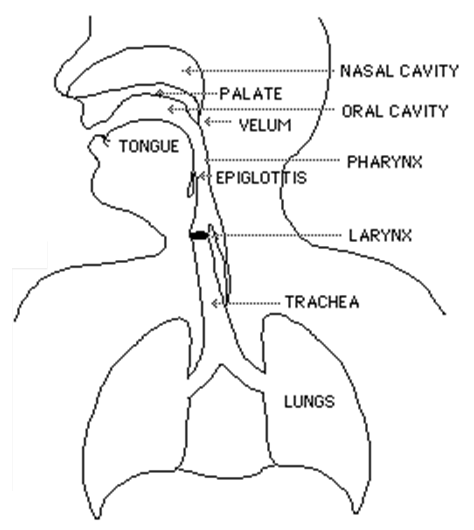 NASAL CAVITY
PALATE
ORAL CAVITY
VELUM
TONGUE
PHARYNX
EPIGLOTTIS
LARYNX
TRACHEA
LUNGS